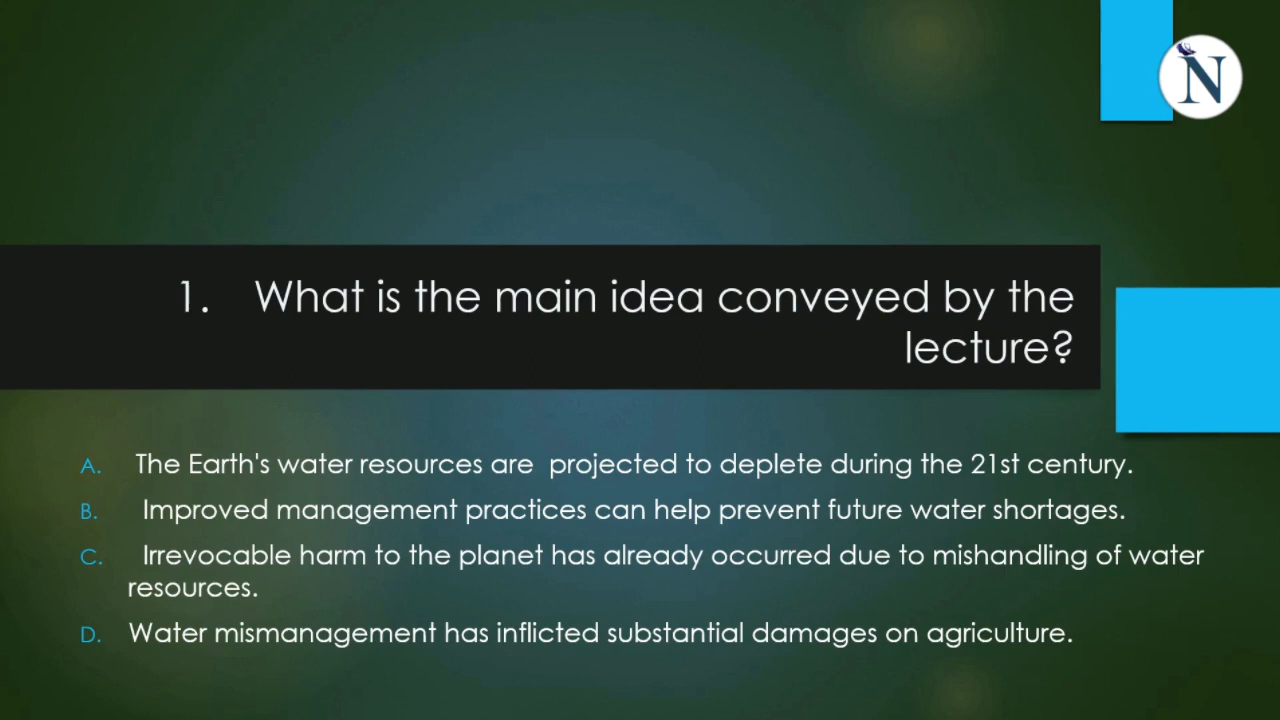 N
1. What is the main idea conveyed by the
lecture?
A. The Earth's water resources are projected to deplete during the 21st century.
B. Improved management practices can help prevent future water shortages.
C. Irrevocable harm to the planet has already occurred due to mishandling of water
resources.
D. Water mismanagement has inflicted substantial damages on agriculture.